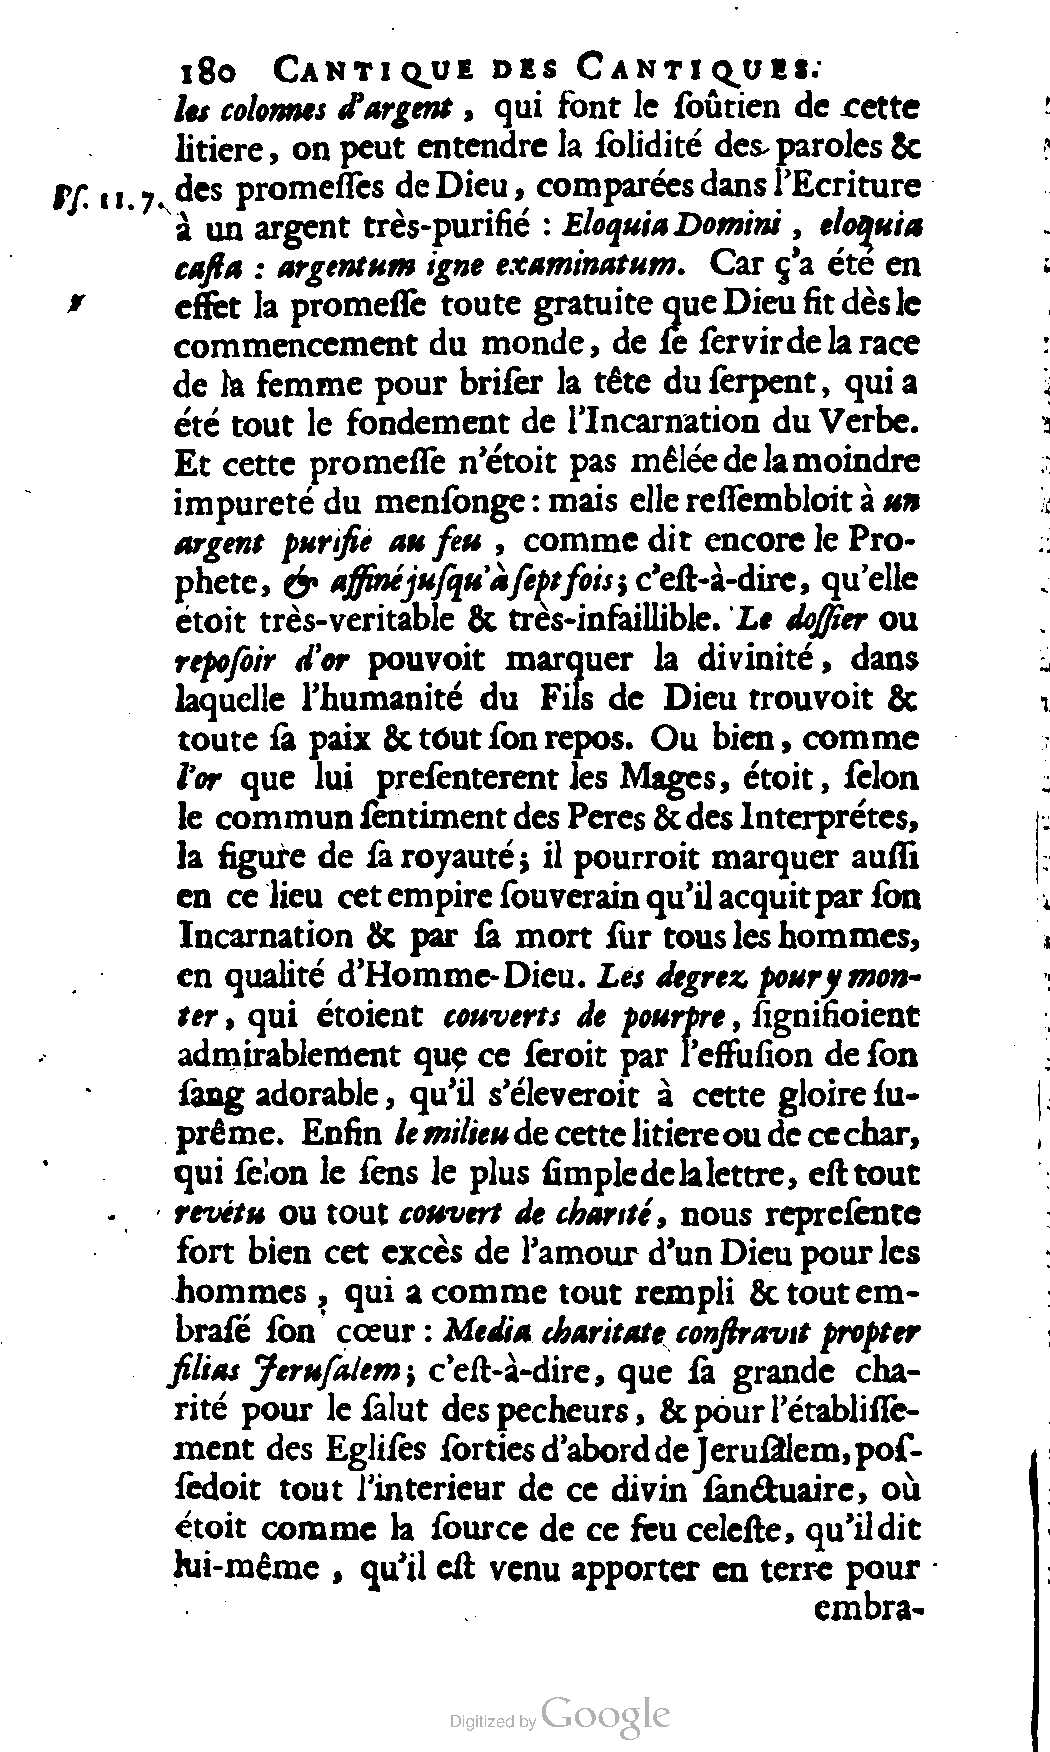 180 CANTIQUE DES CANTIQUES.
les colonnes d'argent , qui font le ſoûtien de cette
litiere, on peut entendre la ſolidité des paroles &
Pſ. 11. 7. des promeſſes de Dieu, comparées dans l'Ecriture
à un argent très-purifié : Eloquia Domini , eloquia
caſta : argentum igne examinatum. Car ç'a été en
effet la promeſſe toute gratuite que Dieu fit dès le
commencement du monde, de ſe ſervir de la race
de la femme pour briſer la tête du ſerpent, qui a
été tout le fondement de l'Incarnation du Verbe.
Et cette promeſſe n'étoit pas mêlée de la moindre
impureté du menſonge : mais elle reſſembloit à un
argent purifié au feu , comme dit encore le Pro-
phete, & affiné juſqu'à ſept fois ; c'eſt-à-dire, qu'elle
étoit très-veritable & très-infaillible. Le doſſier ou
repoſoir d'or pouvoit marquer la divinité, dans
laquelle l'humanité du Fils de Dieu trouvoit &
toute ſa paix & tout ſon repos. Ou bien, comme
l'or que lui preſenterent les Mages, étoit, ſelon
le commun ſentiment des Peres & des Interprétes,
la figure de ſa royauté ; il pourroit marquer auſſi
en ce lieu cet empire ſouverain qu'il acquit par ſon
Incarnation & par ſa mort ſur tous les hommes,
en qualité d'Homme-Dieu. Les degrez pour y mon-
ter, qui étoient couverts de pourpre, ſignifioient
admirablement que ce ſeroit par l'effuſion de ſon
ſang adorable, qu'il s'éleveroit à cette gloire ſu-
prême. Enfin le milieu de cette litiere ou de ce char,
qui ſelon le ſens le plus ſimple de la lettre, eſt tout
revétu ou tout couvert de charité, nous repreſente
fort bien cet excès de l'amour d'un Dieu pour les
hommes , qui a comme tout rempli & tout em-
braſé ſon cœur : Media charitate conſtravit propter
filias Jeruſalem ; c'eſt-à-dire, que ſa grande cha-
rité pour le ſalut des pecheurs , & pour l'établiſſe-
ment des Egliſes ſorties d'abord de Jeruſalem, poſ-
ſedoit tout l'interieur de ce divin ſanctuaire, où
étoit comme la ſource de ce feu celeſte, qu'il dit
lui-même , qu'il eſt venu apporter en terre pour
embra-
Digitized by Google